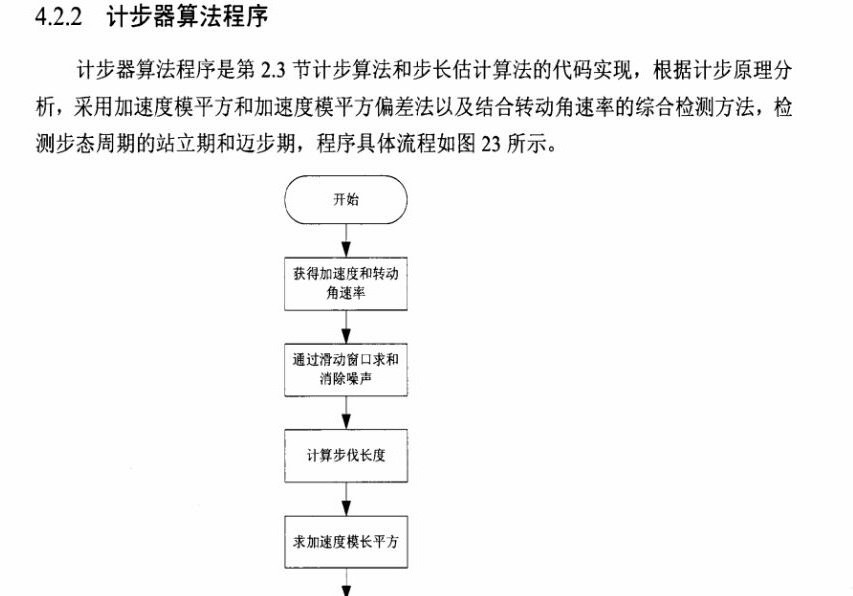 4.2.2 计步器算法程序
计步器算法程序是第 2.3 节计步算法和步长估计算法的代码实现，根据计步原理分
析，采用加速度模平方和加速度模平方偏差法以及结合转动角速率的综合检测方法，检
测步态周期的站立期和迈步期，程序具体流程如图 23 所示。
开始
获得加速度和转动
角速率
通过滑动窗口求和
消除噪声
计算步伐长度
求加速度模长平方